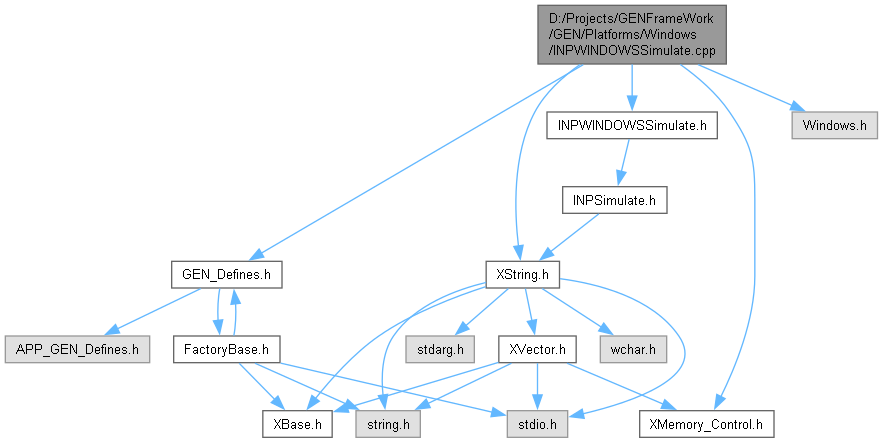 D:/Projects/GENFrameWork
/GEN/Platforms/Windows
/INPWINDOWSSimulate.cpp
INPWINDOWSSimulate.h
Windows.h
INPSimulate.h
GEN_Defines.h
XString.h
APP_GEN_Defines.h
FactoryBase.h
stdarg.h
XVector.h
wchar.h
XBase.h
string.h
stdio.h
XMemory_Control.h